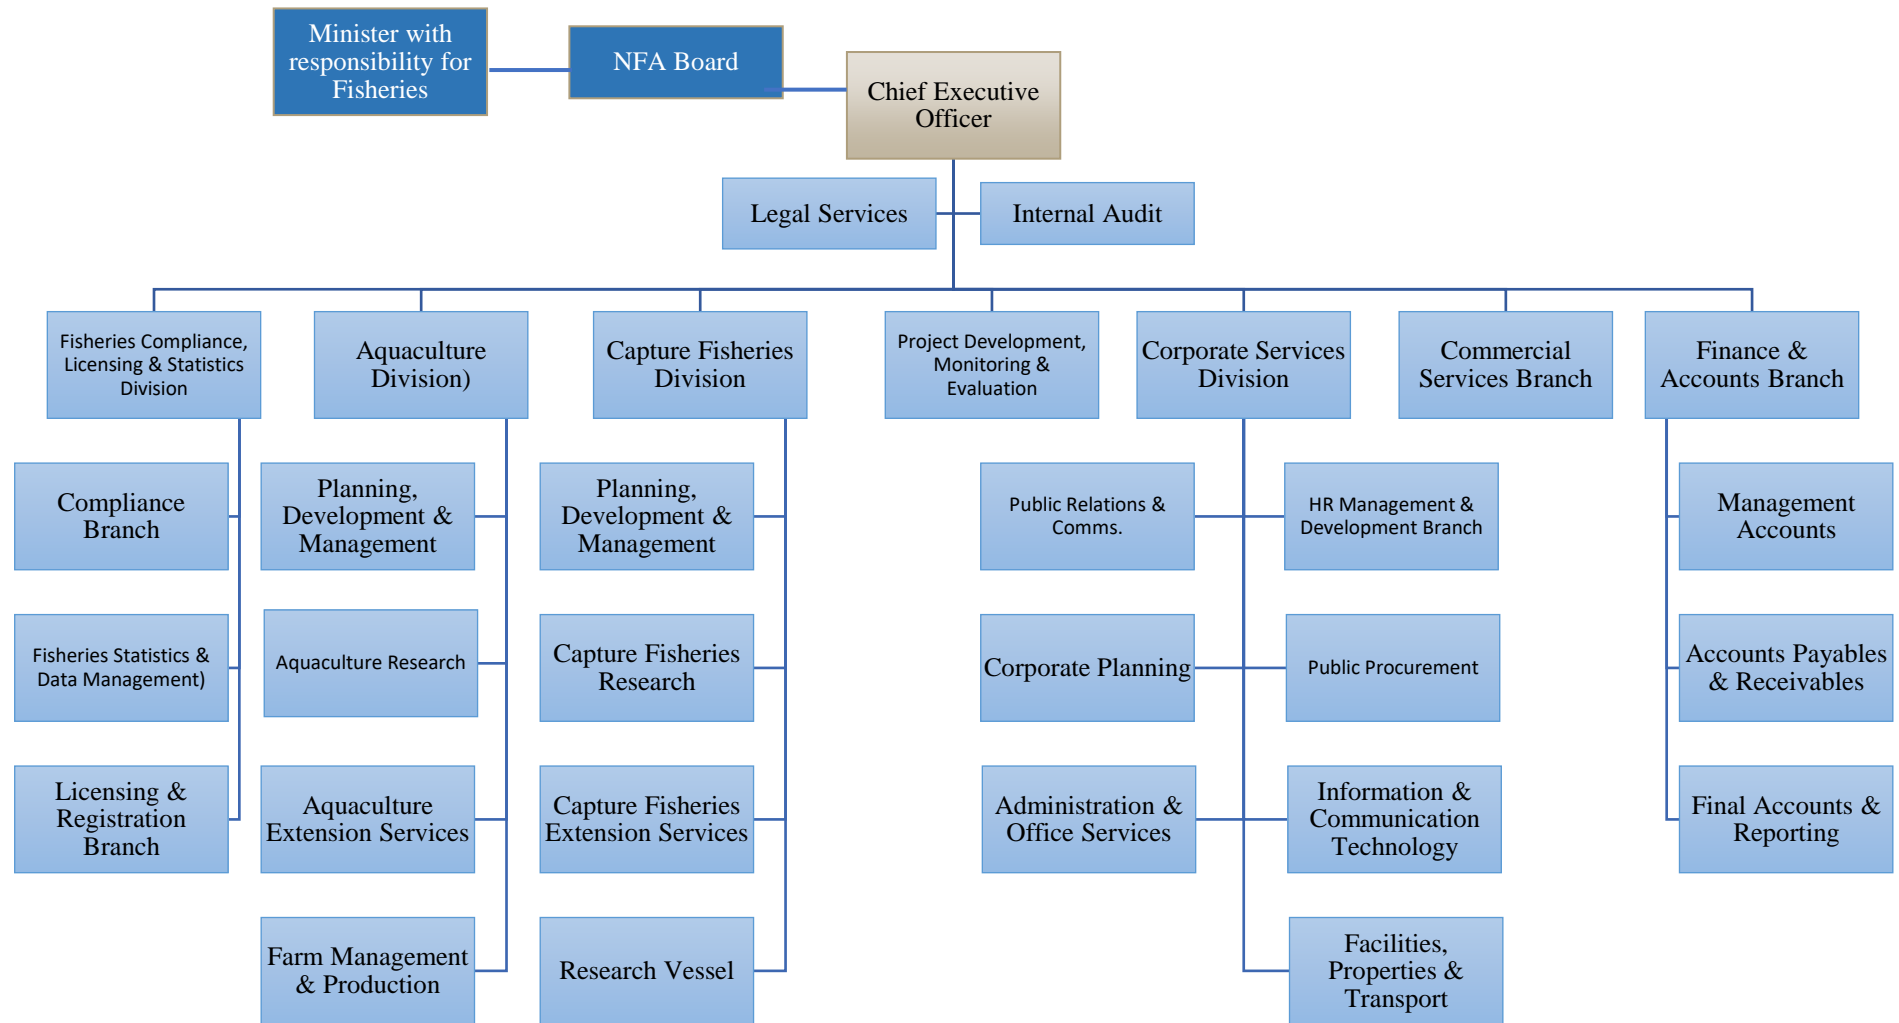 Minister with
responsibility for
Fisheries
NFA Board
Chief Executive
Officer
Legal Services
Internal Audit
Fisheries Compliance,
Licensing & Statistics
Division
Aquaculture
Division)
Capture Fisheries
Division
Project Development,
Monitoring &
Evaluation
Corporate Services
Division
Commercial
Services Branch
Finance &
Accounts Branch
Compliance
Branch
Planning,
Development &
Management
Planning,
Development &
Management
Public Relations &
Comms.
HR Management &
Development Branch
Management
Accounts
Fisheries Statistics &
Data Management)
Aquaculture Research
Capture Fisheries
Research
Corporate Planning
Public Procurement
Accounts Payables
& Receivables
Licensing &
Registration
Branch
Aquaculture
Extension Services
Capture Fisheries
Extension Services
Administration &
Office Services
Information &
Communication
Technology
Final Accounts &
Reporting
Farm Management
& Production
Research Vessel
Facilities,
Properties &
Transport